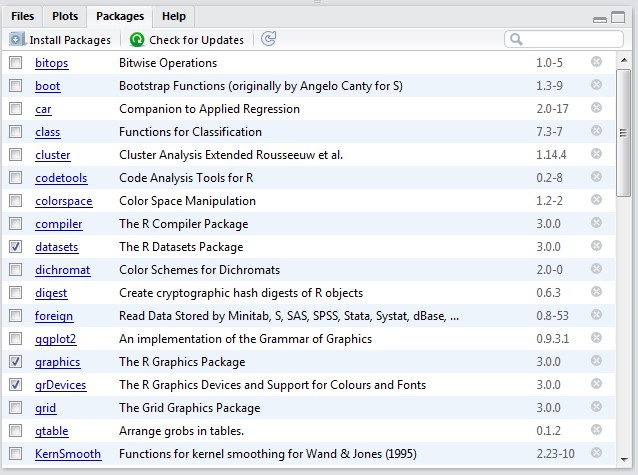 Files Plots Packages Help
Install Packages Check for Updates
bitops Bitwise Operations 1.0-5
boot Bootstrap Functions (originally by Angelo Canty for S) 1.3-9
car Companion to Applied Regression 2.0-17
class Functions for Classification 7.3-7
cluster Cluster Analysis Extended Rousseeuw et al. 1.14.4
codetools Code Analysis Tools for R 0.2-8
colorspace Color Space Manipulation 1.2-2
compiler The R Compiler Package 3.0.0
datasets The R Datasets Package 3.0.0
dichromat Color Schemes for Dichromats 2.0-0
digest Create cryptographic hash digests of R objects 0.6.3
foreign Read Data Stored by Minitab, S, SAS, SPSS, Stata, Systat, dBase, ... 0.8-53
ggplot2 An implementation of the Grammar of Graphics 0.9.3.1
graphics The R Graphics Package 3.0.0
grDevices The R Graphics Devices and Support for Colours and Fonts 3.0.0
grid The Grid Graphics Package 3.0.0
gtable Arrange grobs in tables. 0.1.2
KernSmooth Functions for kernel smoothing for Wand & Jones (1995) 2.23-10